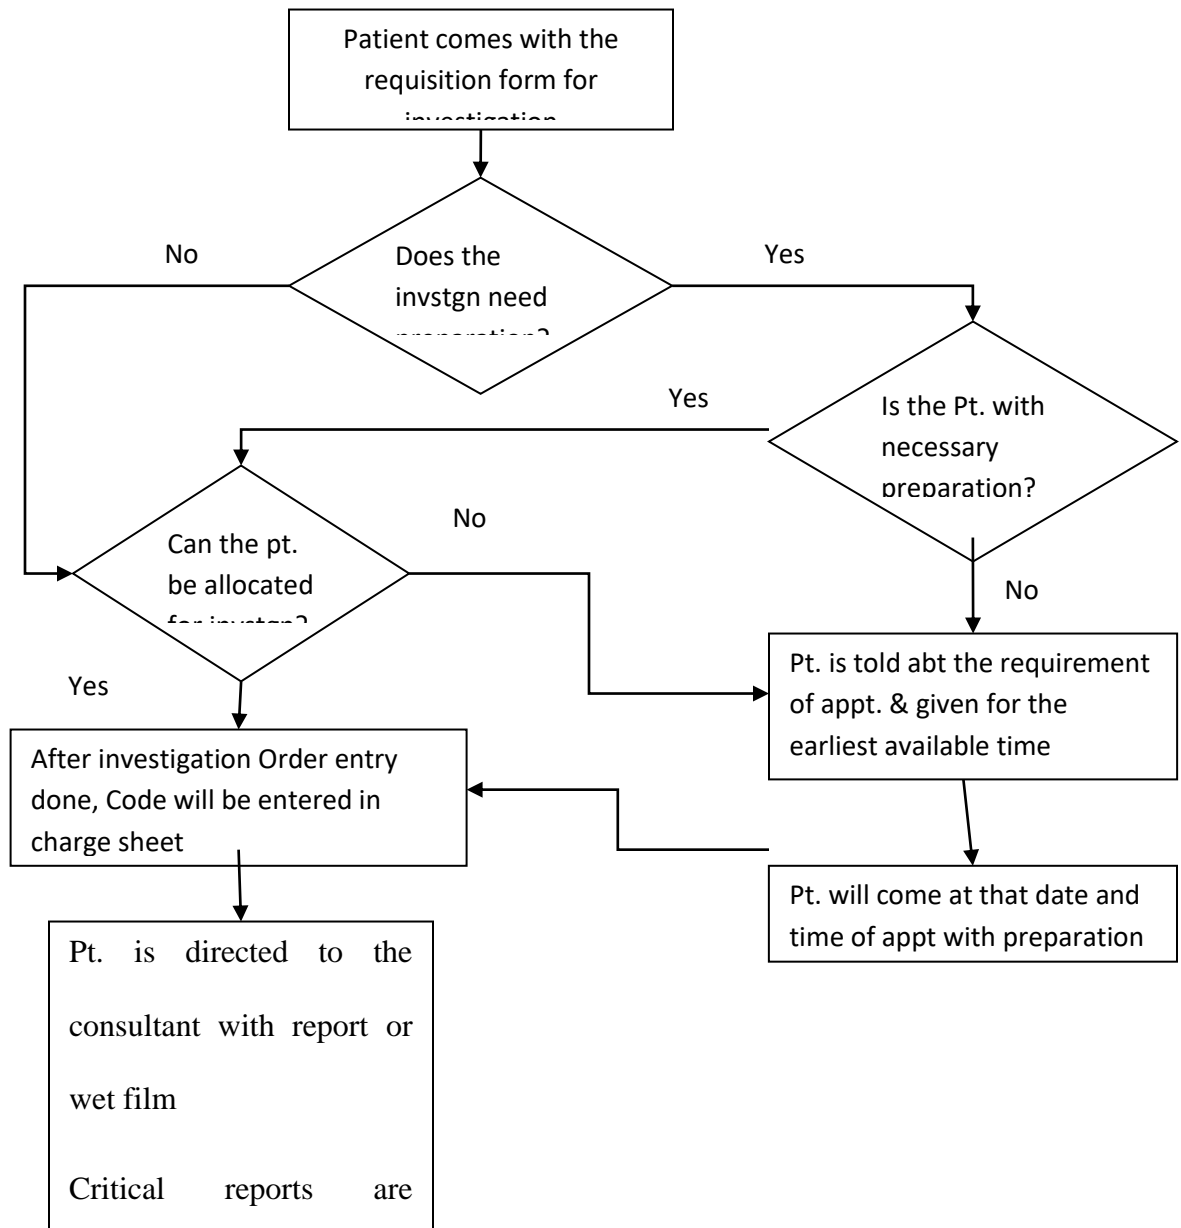 Patient comes with the
requisition form for
investigation
No
Does the
invstgn need
preparation?
Yes
Yes
Is the Pt. with
necessary
preparation?
No
Can the pt.
be allocated
for invstgn?
No
Yes
Pt. is told abt the requirement
of appt. & given for the
earliest available time
After investigation Order entry
done, Code will be entered in
charge sheet
Pt. will come at that date and
time of appt with preparation
Pt. is directed to the
consultant with report or
wet film
Critical reports are